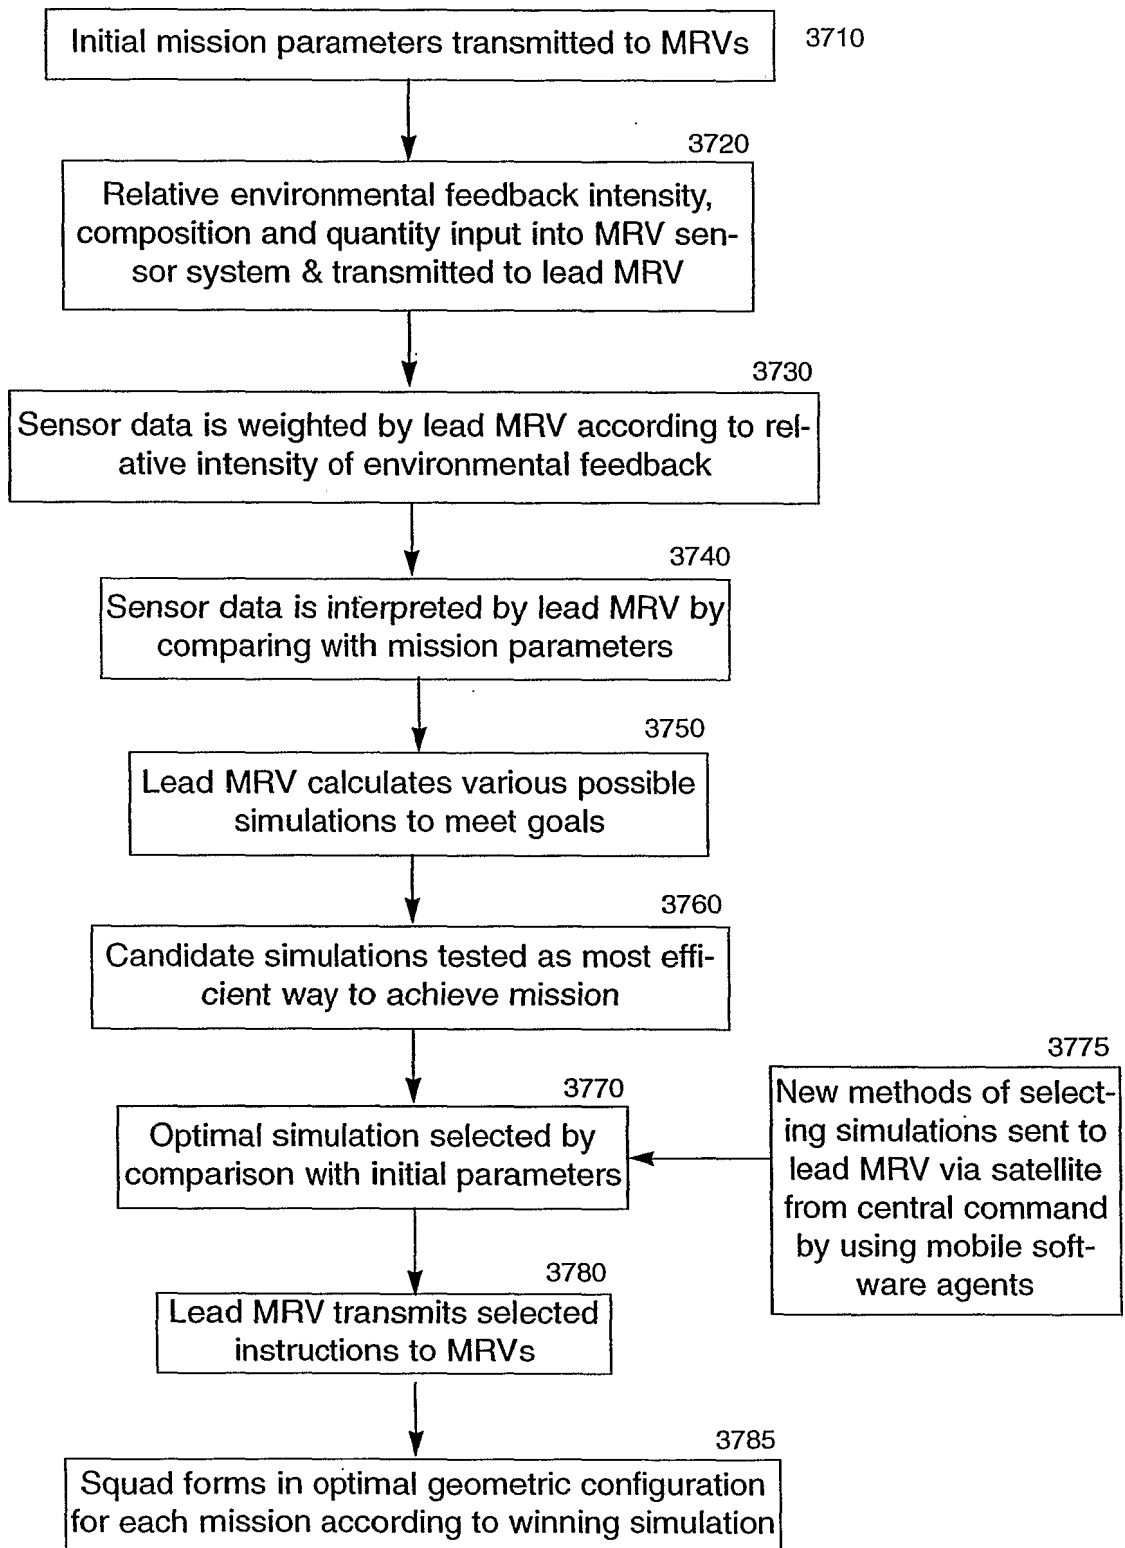 Initial mission parameters transmitted to MRVs
3710
3720
Relative environmental feedback intensity,
composition and quantity input into MRV sen-
sor system & transmitted to lead MRV
3730
Sensor data is weighted by lead MRV according to rel-
ative intensity of environmental feedback
3740
Sensor data is interpreted by lead MRV by
comparing with mission parameters
3750
Lead MRV calculates various possible
simulations to meet goals
3760
Candidate simulations tested as most effi-
cient way to achieve mission
3770
Optimal simulation selected by
comparison with initial parameters
3775
New methods of select-
ing simulations sent to
lead MRV via satellite
from central command
by using mobile soft-
ware agents
3780
Lead MRV transmits selected
instructions to MRVs
3785
Squad forms in optimal geometric configuration
for each mission according to winning simulation